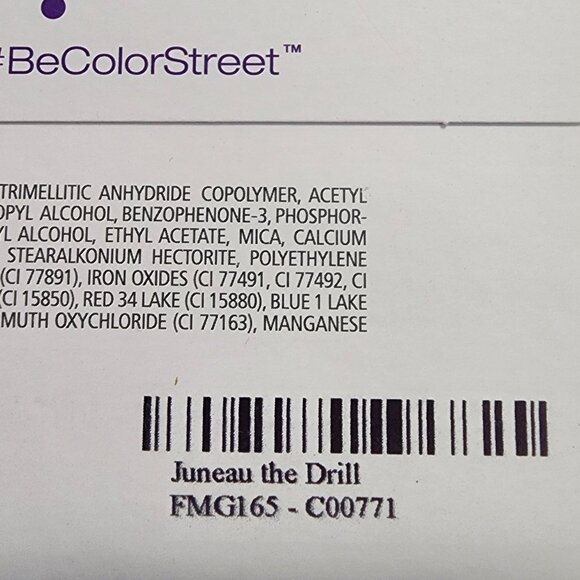 #BeColorStreet™
TRIMELLITIC ANHYDRIDE COPOLYMER, ACETYL
OPYL ALCOHOL, BENZOPHENONE-3, PHOSPHOR-
YL ALCOHOL, ETHYL ACETATE, MICA, CALCIUM
STEARALKONIUM HECTORITE, POLYETHYLENE
(CI 77891), IRON OXIDES (CI 77491, CI 77492, CI
(CI 15850), RED 34 LAKE (CI 15880), BLUE 1 LAKE
MUTH OXYCHLORIDE (CI 77163), MANGANESE
Juneau the Drill
FMG165 - C00771